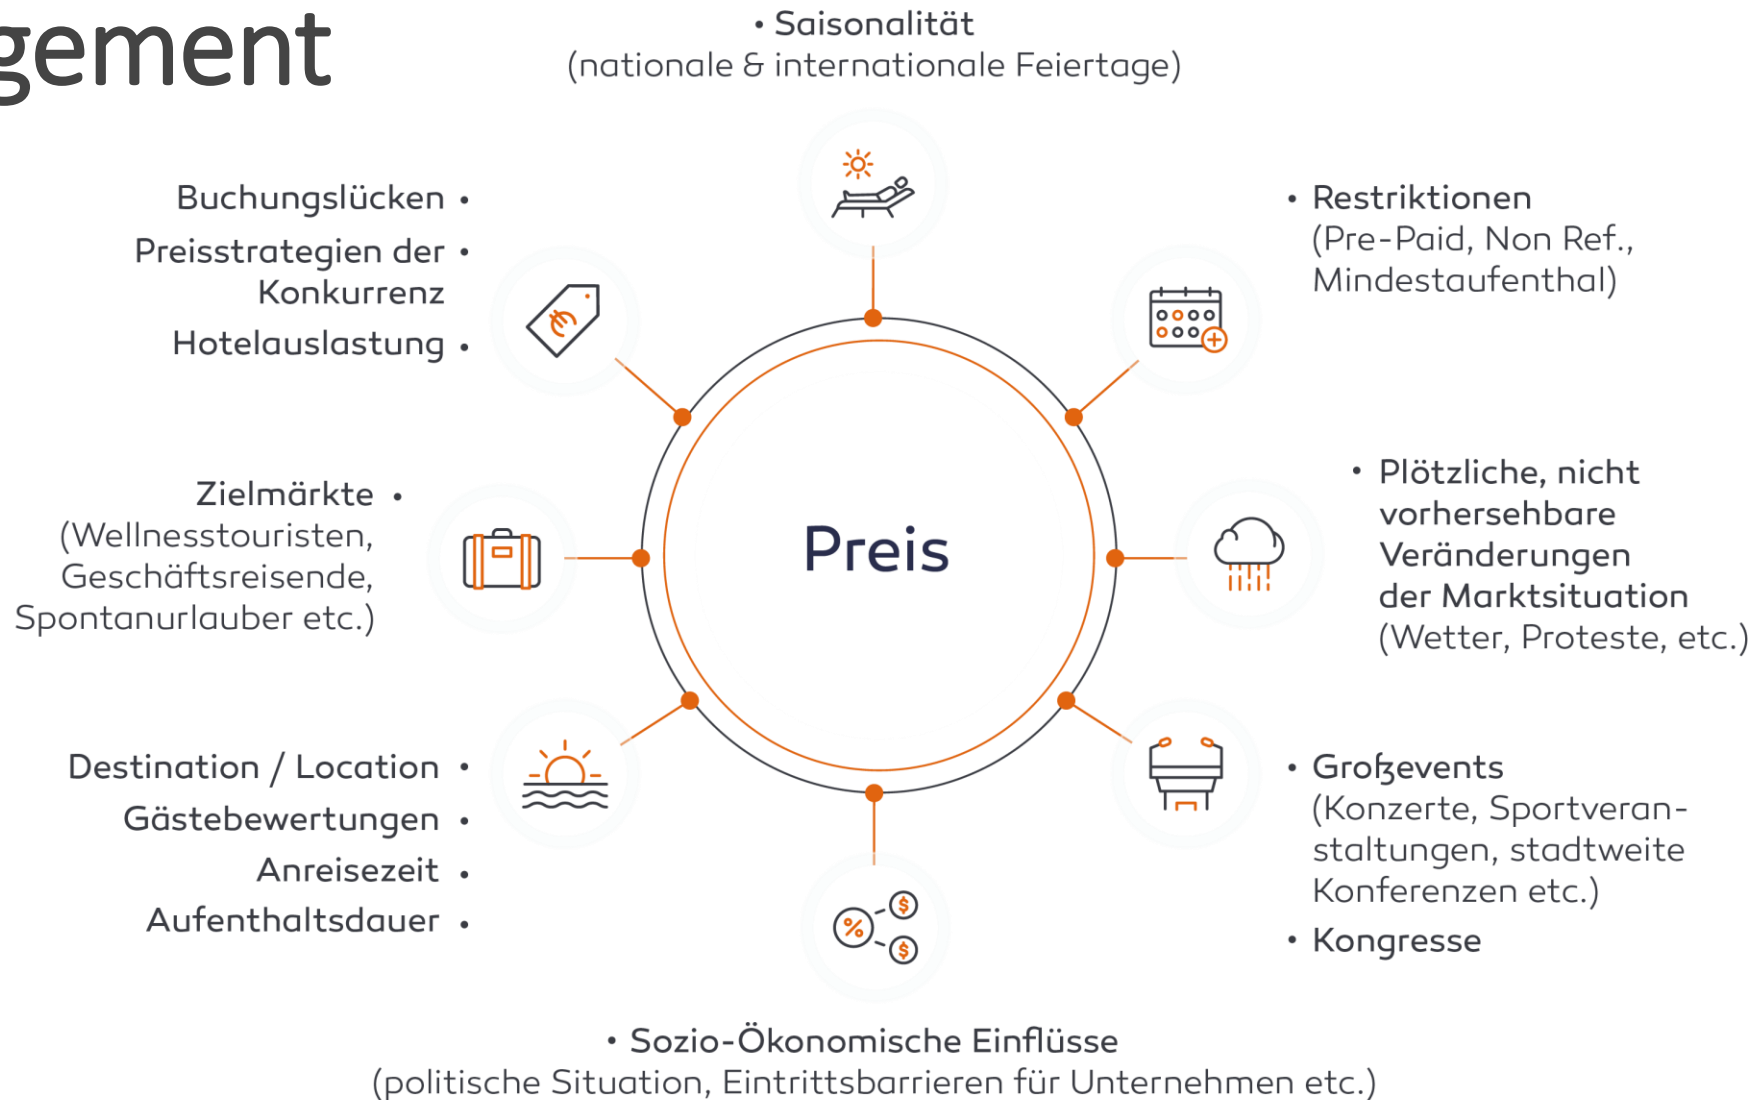 gement
• Saisonalität
(nationale & internationale Feiertage)
Buchungslücken •
Preisstrategien der •
Konkurrenz
Hotelauslastung •
• Restriktionen
(Pre-Paid, Non Ref.,
Mindestaufenthal)
Zielmärkte •
(Wellnesstouristen,
Geschäftsreisende,
Spontanurlauber etc.)
Preis
• Plötzliche, nicht
vorhersehbare
Veränderungen
der Marktsituation
(Wetter, Proteste, etc.)
Destination / Location •
Gästebewertungen •
Anreisezeit •
Aufenthaltsdauer •
• Großevents
(Konzerte, Sportveran-
staltungen, stadtweite
Konferenzen etc.)
• Kongresse
• Sozio-Ökonomische Einflüsse
(politische Situation, Eintrittsbarrieren für Unternehmen etc.)